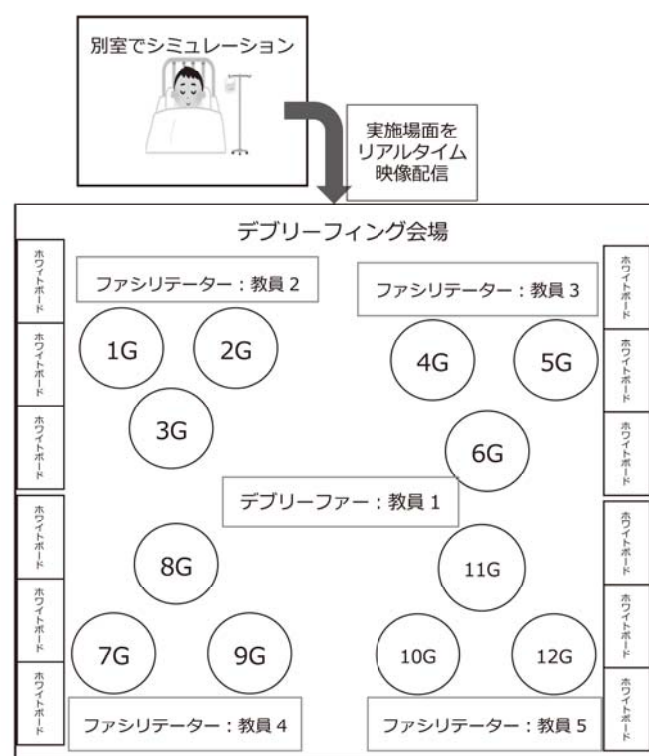 別室でシミュレーション
実施場面を
リアルタイム
映像配信
デブリーフィング会場
ホワイトボード
ホワイトボード
ホワイトボード
ホワイトボード
ホワイトボード
ホワイトボード
ファシリテーター：教員２
ファシリテーター：教員３
1G
2G
3G
4G
5G
6G
デブリーファー：教員１
8G
7G
9G
11G
10G
12G
ファシリテーター：教員４
ファシリテーター：教員５
ホワイトボード
ホワイトボード
ホワイトボード
ホワイトボード
ホワイトボード
ホワイトボード